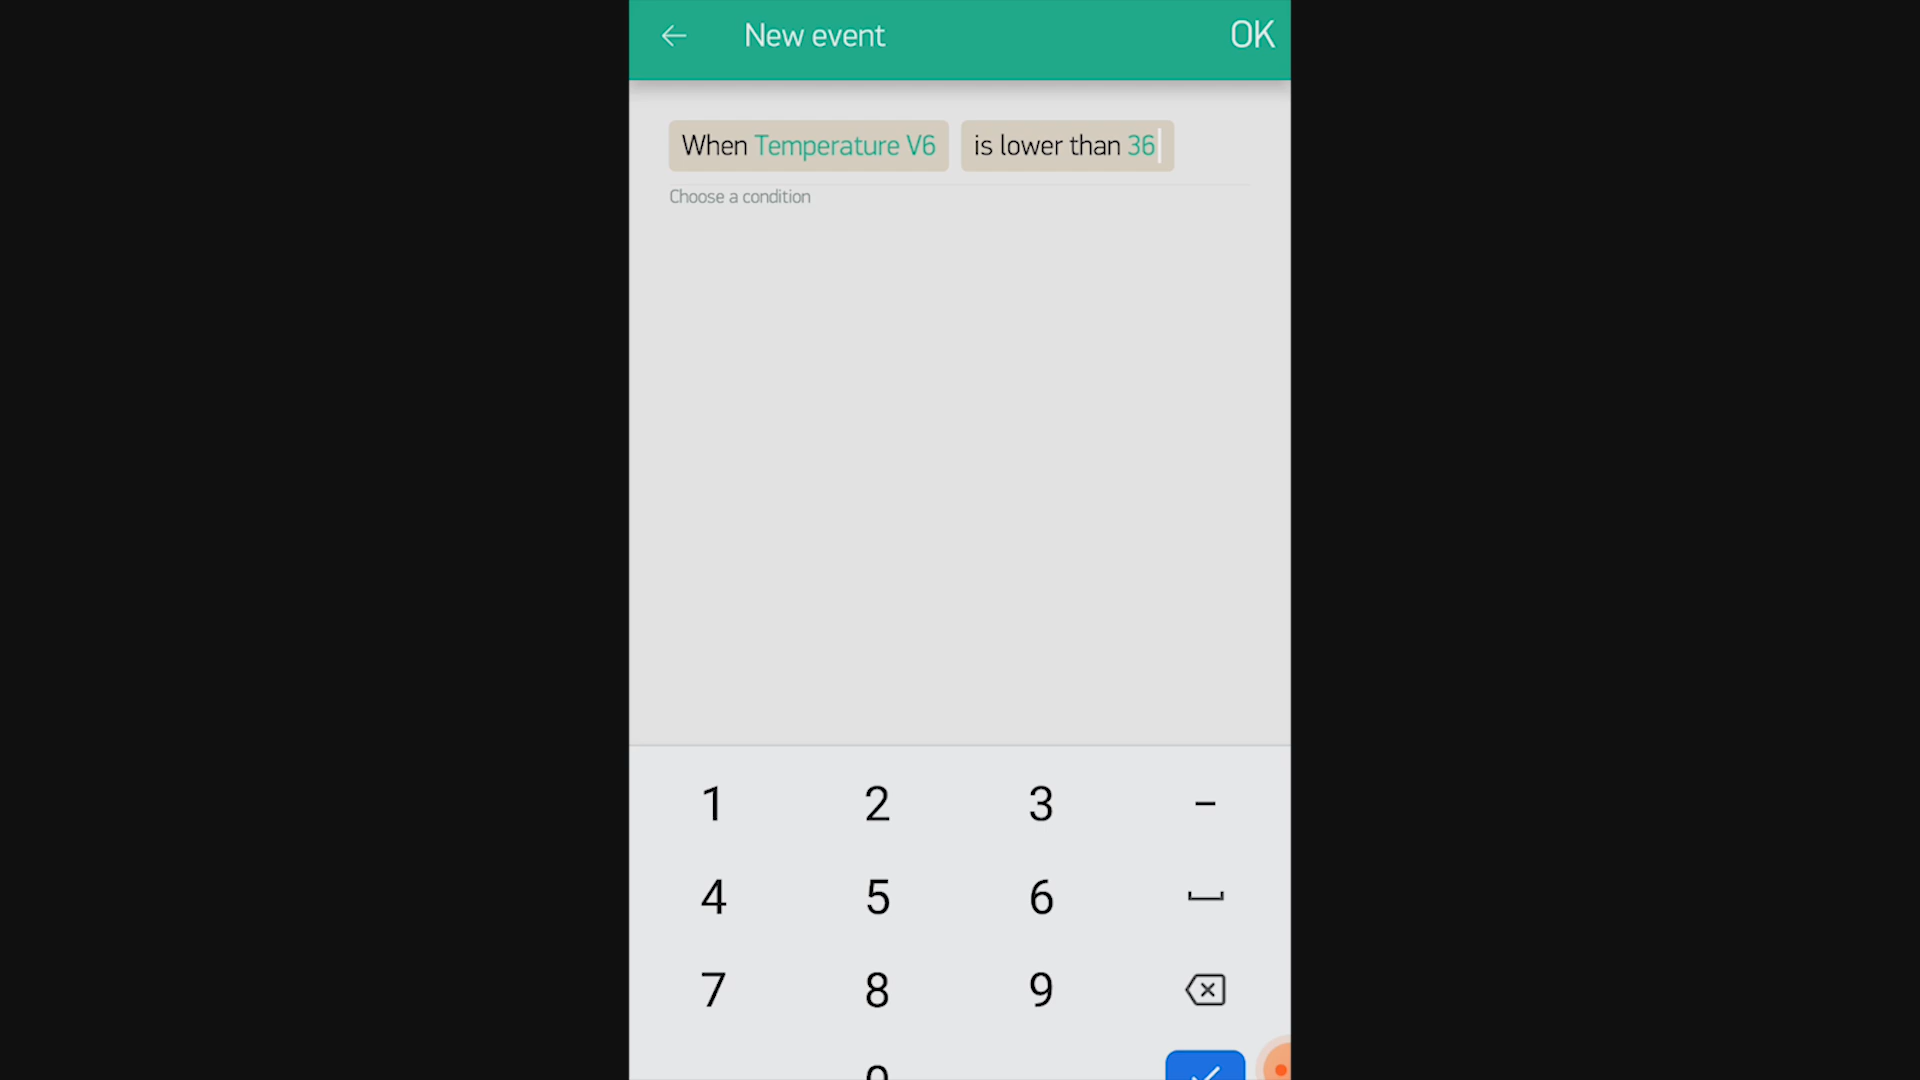 New event OK
When Temperature V6 is lower than 36
Choose a condition
1 2 3 -
4 5 6
7 8 9
0